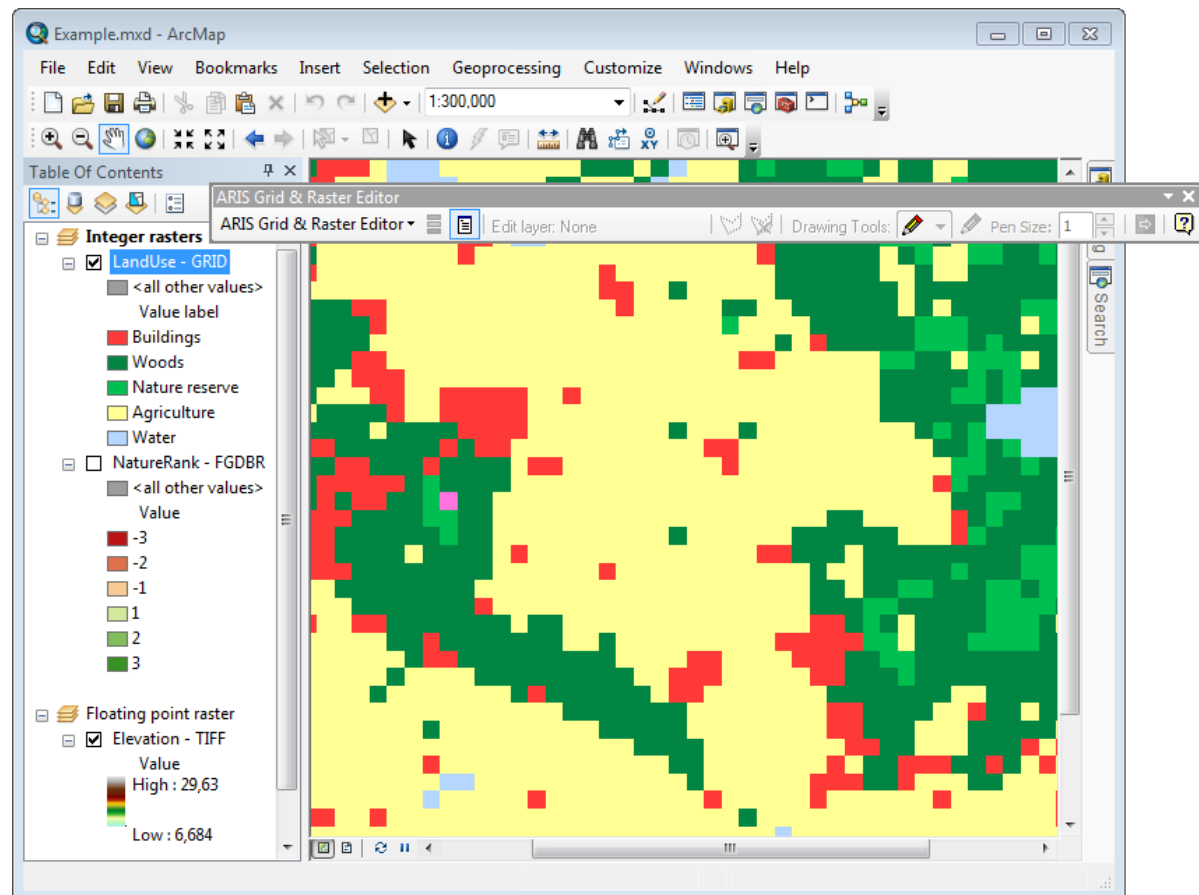 Example.mxd - ArcMap
File Edit View Bookmarks Insert Selection Geoprocessing Customize Windows Help
1:300,000
XY
Table Of Contents
ARIS Grid & Raster Editor
ARIS Grid & Raster Editor Edit layer: None Drawing Tools: Pen Size: 1
Integer rasters
LandUse - GRID
<all other values>
Value label
Buildings
Woods
Nature reserve
Agriculture
Water
NatureRank - FGDBR
<all other values>
Value
-3
-2
-1
1
2
3
Floating point raster
Elevation - TIFF
Value
High : 29,63
Low : 6,684
Search